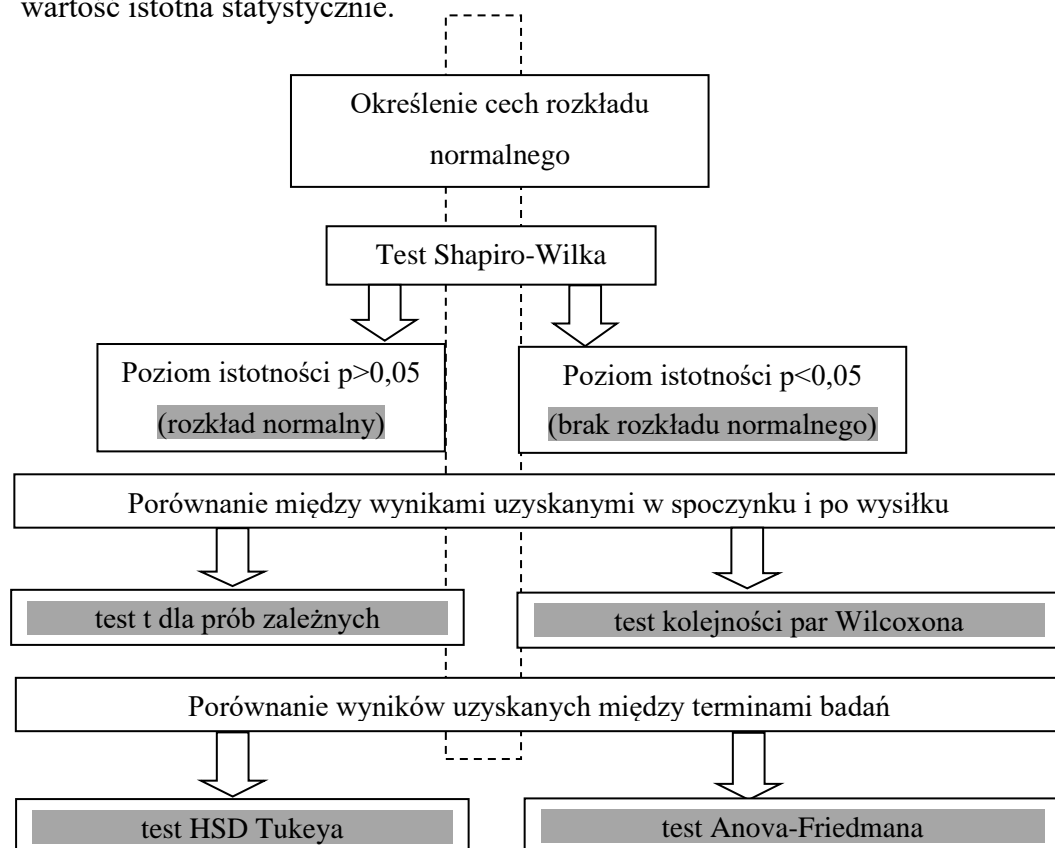 wartość istotna statystycznie.
Określenie cech rozkładu
normalnego
Test Shapiro-Wilka
Poziom istotności p>0,05
(rozkład normalny)
Poziom istotności p<0,05
(brak rozkładu normalnego)
Porównanie między wynikami uzyskanymi w spoczynku i po wysiłku
test t dla prób zależnych
test kolejności par Wilcoxona
Porównanie wyników uzyskanych między terminami badań
test HSD Tukeya
test Anova-Friedmana